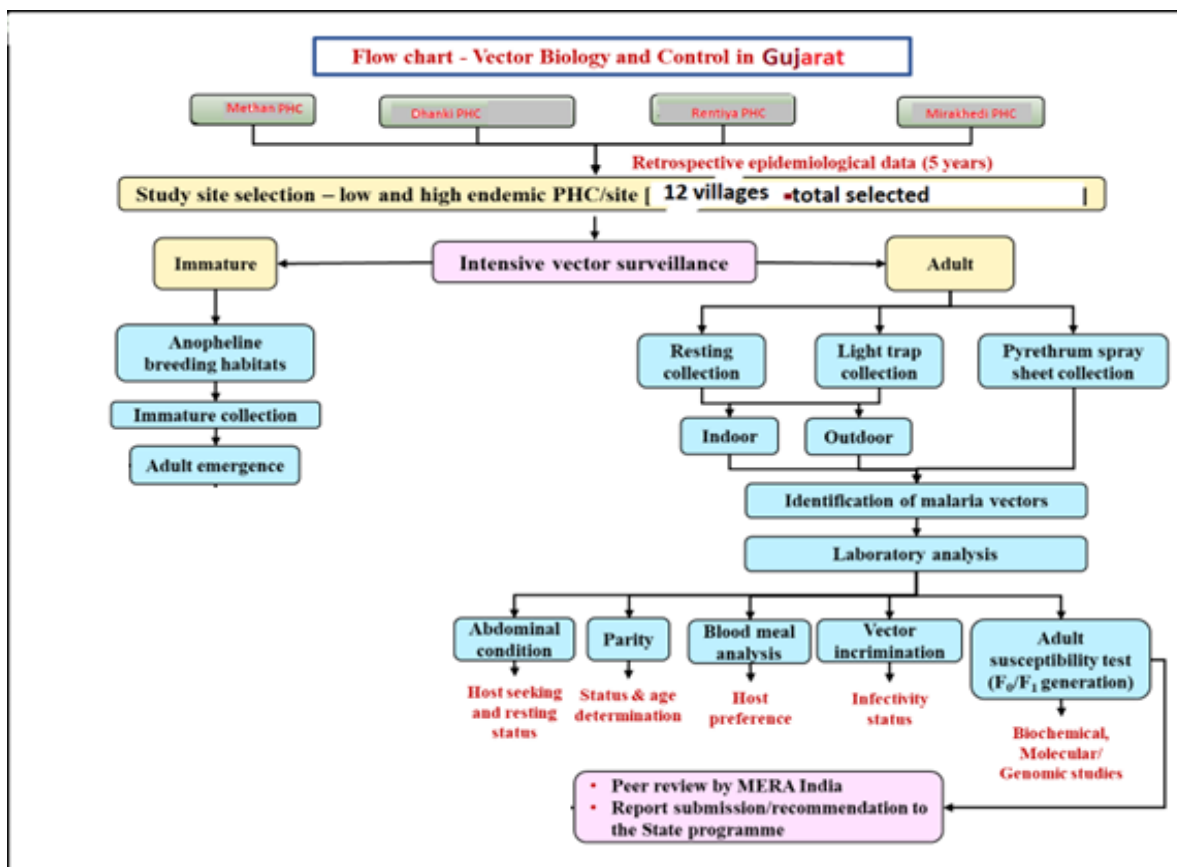 Flow chart - Vector Biology and Control in Gujarat
Methan PHC
Dhanki PHC
Rentiya PHC
Mirakhedi PHC
Retrospective epidemiological data (5 years)
Study site selection – low and high endemic PHC/site [ 12 villages -total selected ]
Immature
Intensive vector surveillance
Adult
Anopheline
breeding habitats
Immature collection
Adult emergence
Resting
collection
Light trap
collection
Pyrethrum spray
sheet collection
Indoor
Outdoor
Identification of malaria vectors
Laboratory analysis
Abdominal
condition
Parity
Blood meal
analysis
Vector
incrimination
Adult
susceptibility test
(F₀/F₁ generation)
Host seeking
and resting
status
Status & age
determination
Host
preference
Infectivity
status
Biochemical,
Molecular/
Genomic studies
• Peer review by MERA India
• Report submission/recommendation to
the State programme